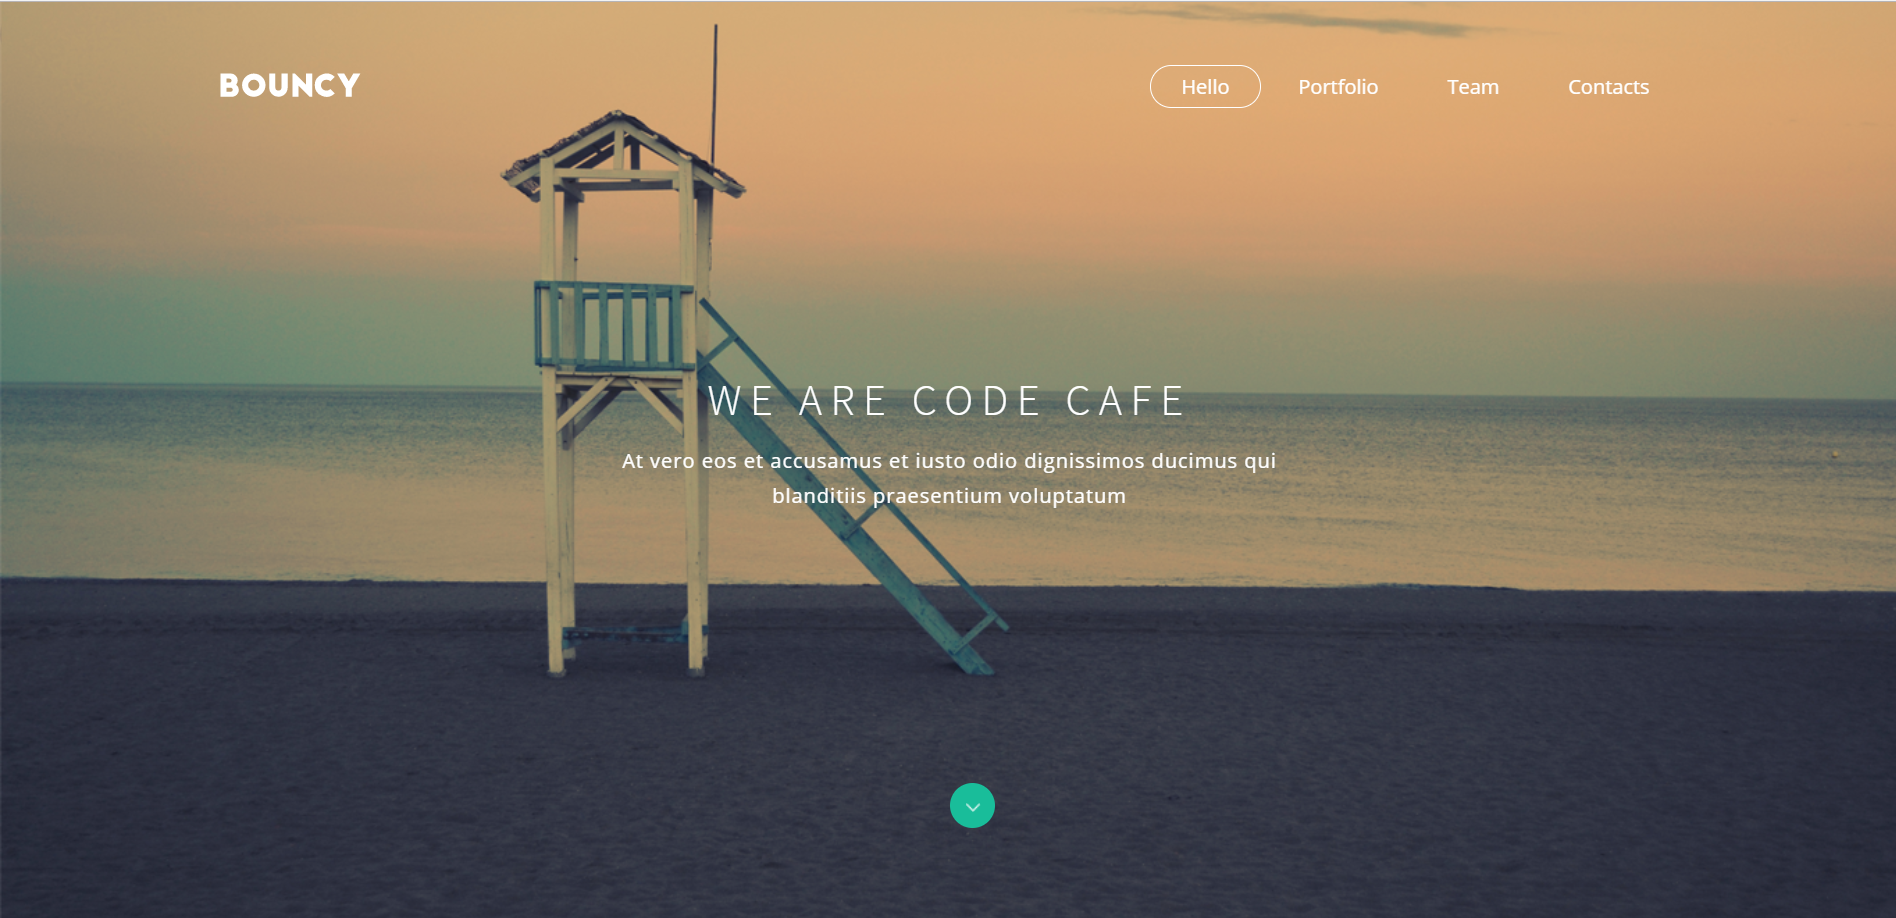 BOUNCY
Hello Portfolio Team Contacts
WE ARE CODE CAFE
At vero eos et accusamus et iusto odio dignissimos ducimus qui
blanditiis praesentium voluptatum